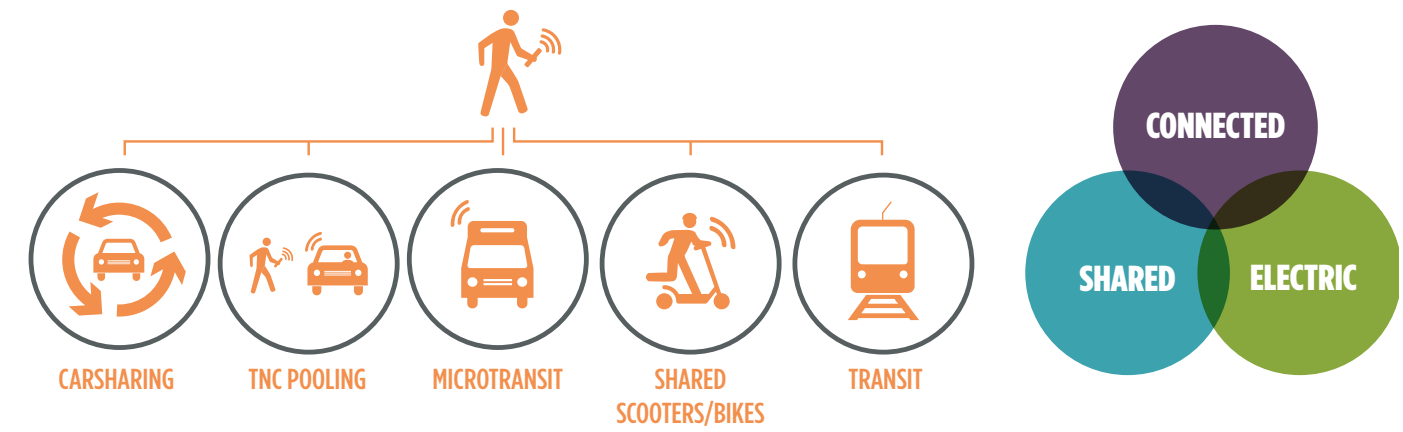 CONNECTED
SHARED
ELECTRIC
CARSHARING
TNC POOLING
MICROTRANSIT
SHARED
SCOOTERS/BIKES
TRANSIT